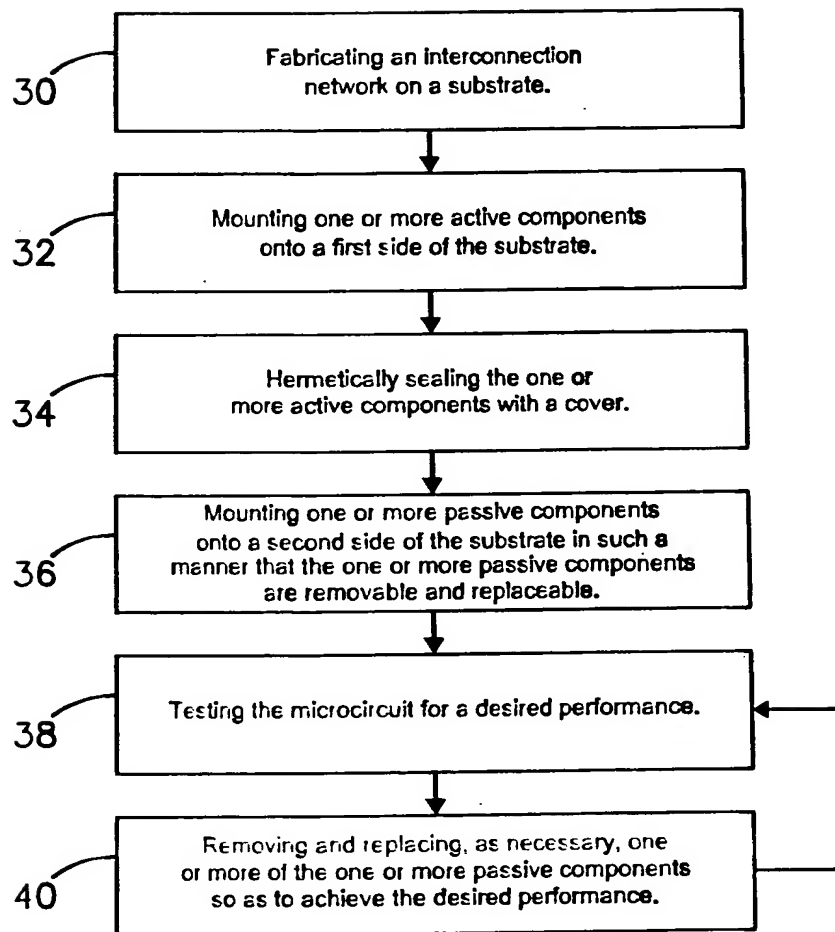 30
Fabricating an interconnection
network on a substrate.
32
Mounting one or more active components
onto a first side of the substrate.
34
Hermetically sealing the one or
more active components with a cover.
36
Mounting one or more passive components
onto a second side of the substrate in such a
manner that the one or more passive components
are removable and replaceable.
38
Testing the microcircuit for a desired performance.
40
Removing and replacing, as necessary, one
or more of the one or more passive components
so as to achieve the desired performance.